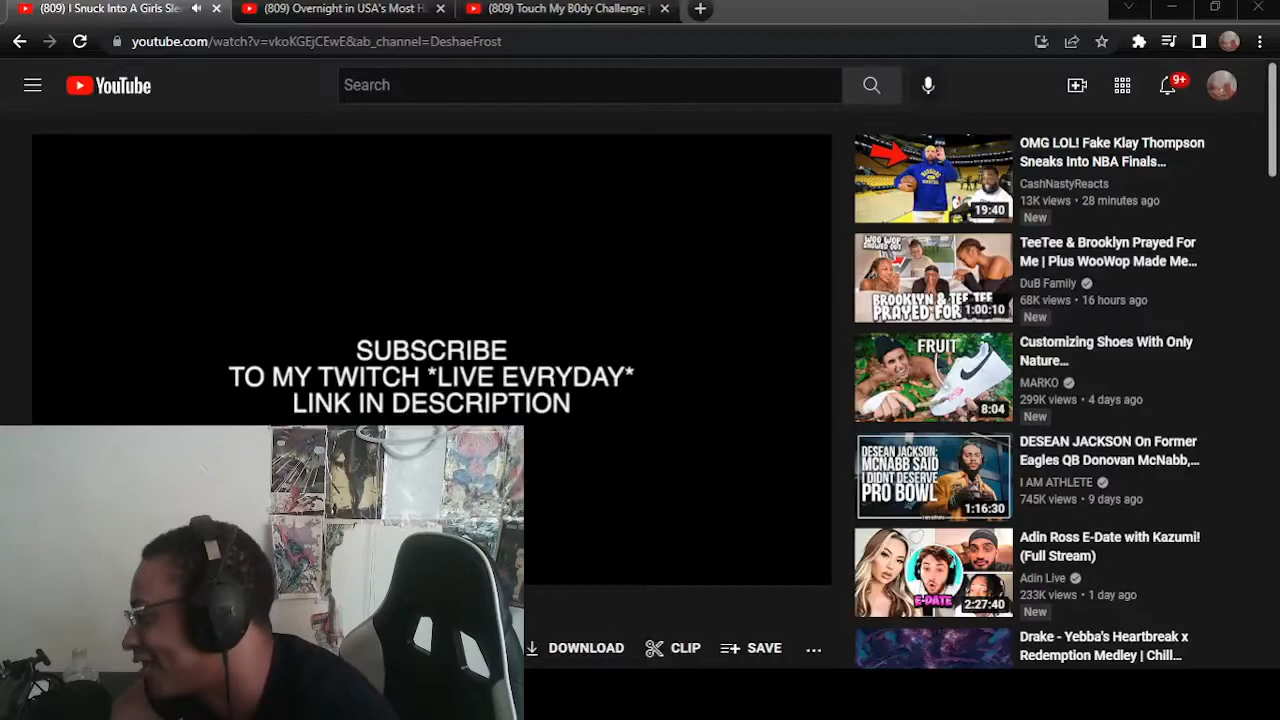 (809) I Snuck Into A Girls Sle
(809) Overnight in USA's Most H
(809) Touch My B0dy Challenge
youtube.com/watch?v=vkoKGEjCEwE&ab_channel=DeshaeFrost
YouTube
Search
9+
SUBSCRIBE
TO MY TWITCH *LIVE EVRYDAY*
LINK IN DESCRIPTION
DOWNLOAD
CLIP
SAVE
19:40
OMG LOL! Fake Klay Thompson
Sneaks Into NBA Finals...
CashNastyReacts
13K views • 28 minutes ago
New
WOO WOP
SHOWED OUT
BROOKLYN & TEE TEE
PRAYED FOR
1:00:10
TeeTee & Brooklyn Prayed For
Me | Plus WooWop Made Me...
DuB Family
68K views • 16 hours ago
New
FRUIT
8:04
Customizing Shoes With Only
Nature...
MARKO
299K views • 4 days ago
New
DESEAN JACKSON:
MCNABB SAID
I DIDNT DESERVE
PRO BOWL
1:16:30
DESEAN JACKSON On Former
Eagles QB Donovan McNabb,...
I AM ATHLETE
745K views • 9 days ago
E-DATE
2:27:40
Adin Ross E-Date with Kazumi!
(Full Stream)
Adin Live
233K views • 1 day ago
New
Drake - Yebba's Heartbreak x
Redemption Medley | Chill...